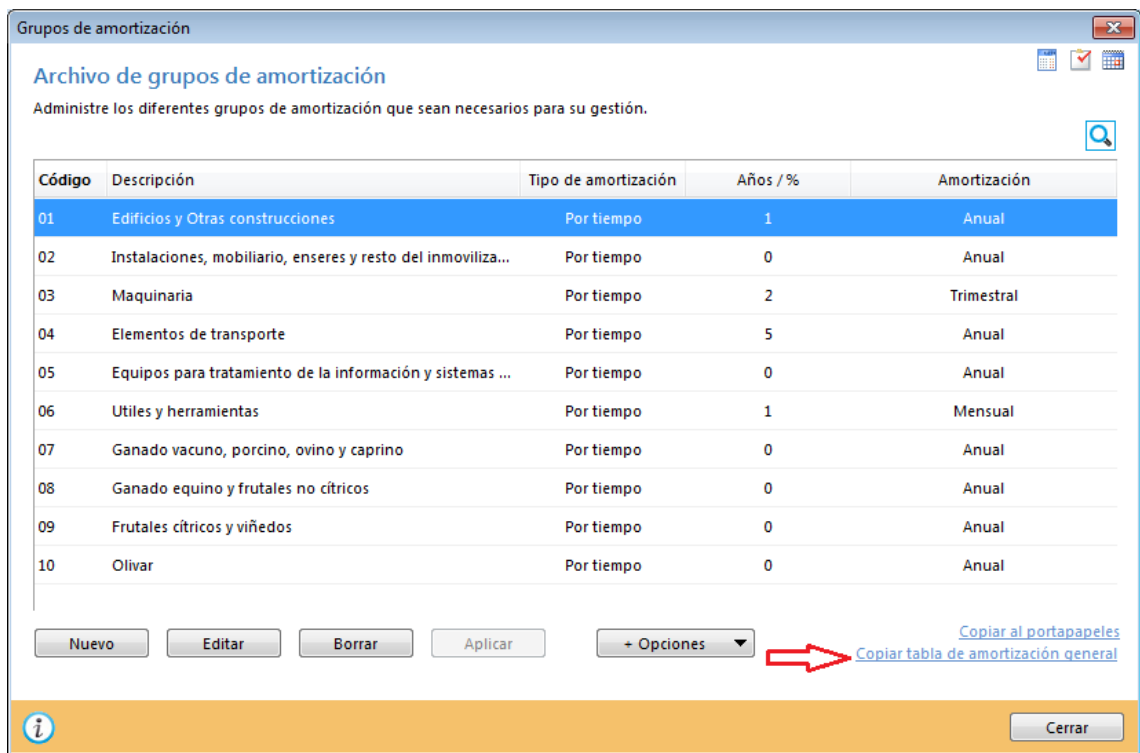 Grupos de amortización
Archivo de grupos de amortización
Administre los diferentes grupos de amortización que sean necesarios para su gestión.
Código Descripción Tipo de amortización Años / % Amortización
01 Edificios y Otras construcciones Por tiempo 1 Anual
02 Instalaciones, mobiliario, enseres y resto del inmoviliza... Por tiempo 0 Anual
03 Maquinaria Por tiempo 2 Trimestral
04 Elementos de transporte Por tiempo 5 Anual
05 Equipos para tratamiento de la información y sistemas ... Por tiempo 0 Anual
06 Utiles y herramientas Por tiempo 1 Mensual
07 Ganado vacuno, porcino, ovino y caprino Por tiempo 0 Anual
08 Ganado equino y frutales no cítricos Por tiempo 0 Anual
09 Frutales cítricos y viñedos Por tiempo 0 Anual
10 Olivar Por tiempo 0 Anual
Nuevo Editar Borrar Aplicar + Opciones Copiar al portapapeles
Copiar tabla de amortización general
Cerrar